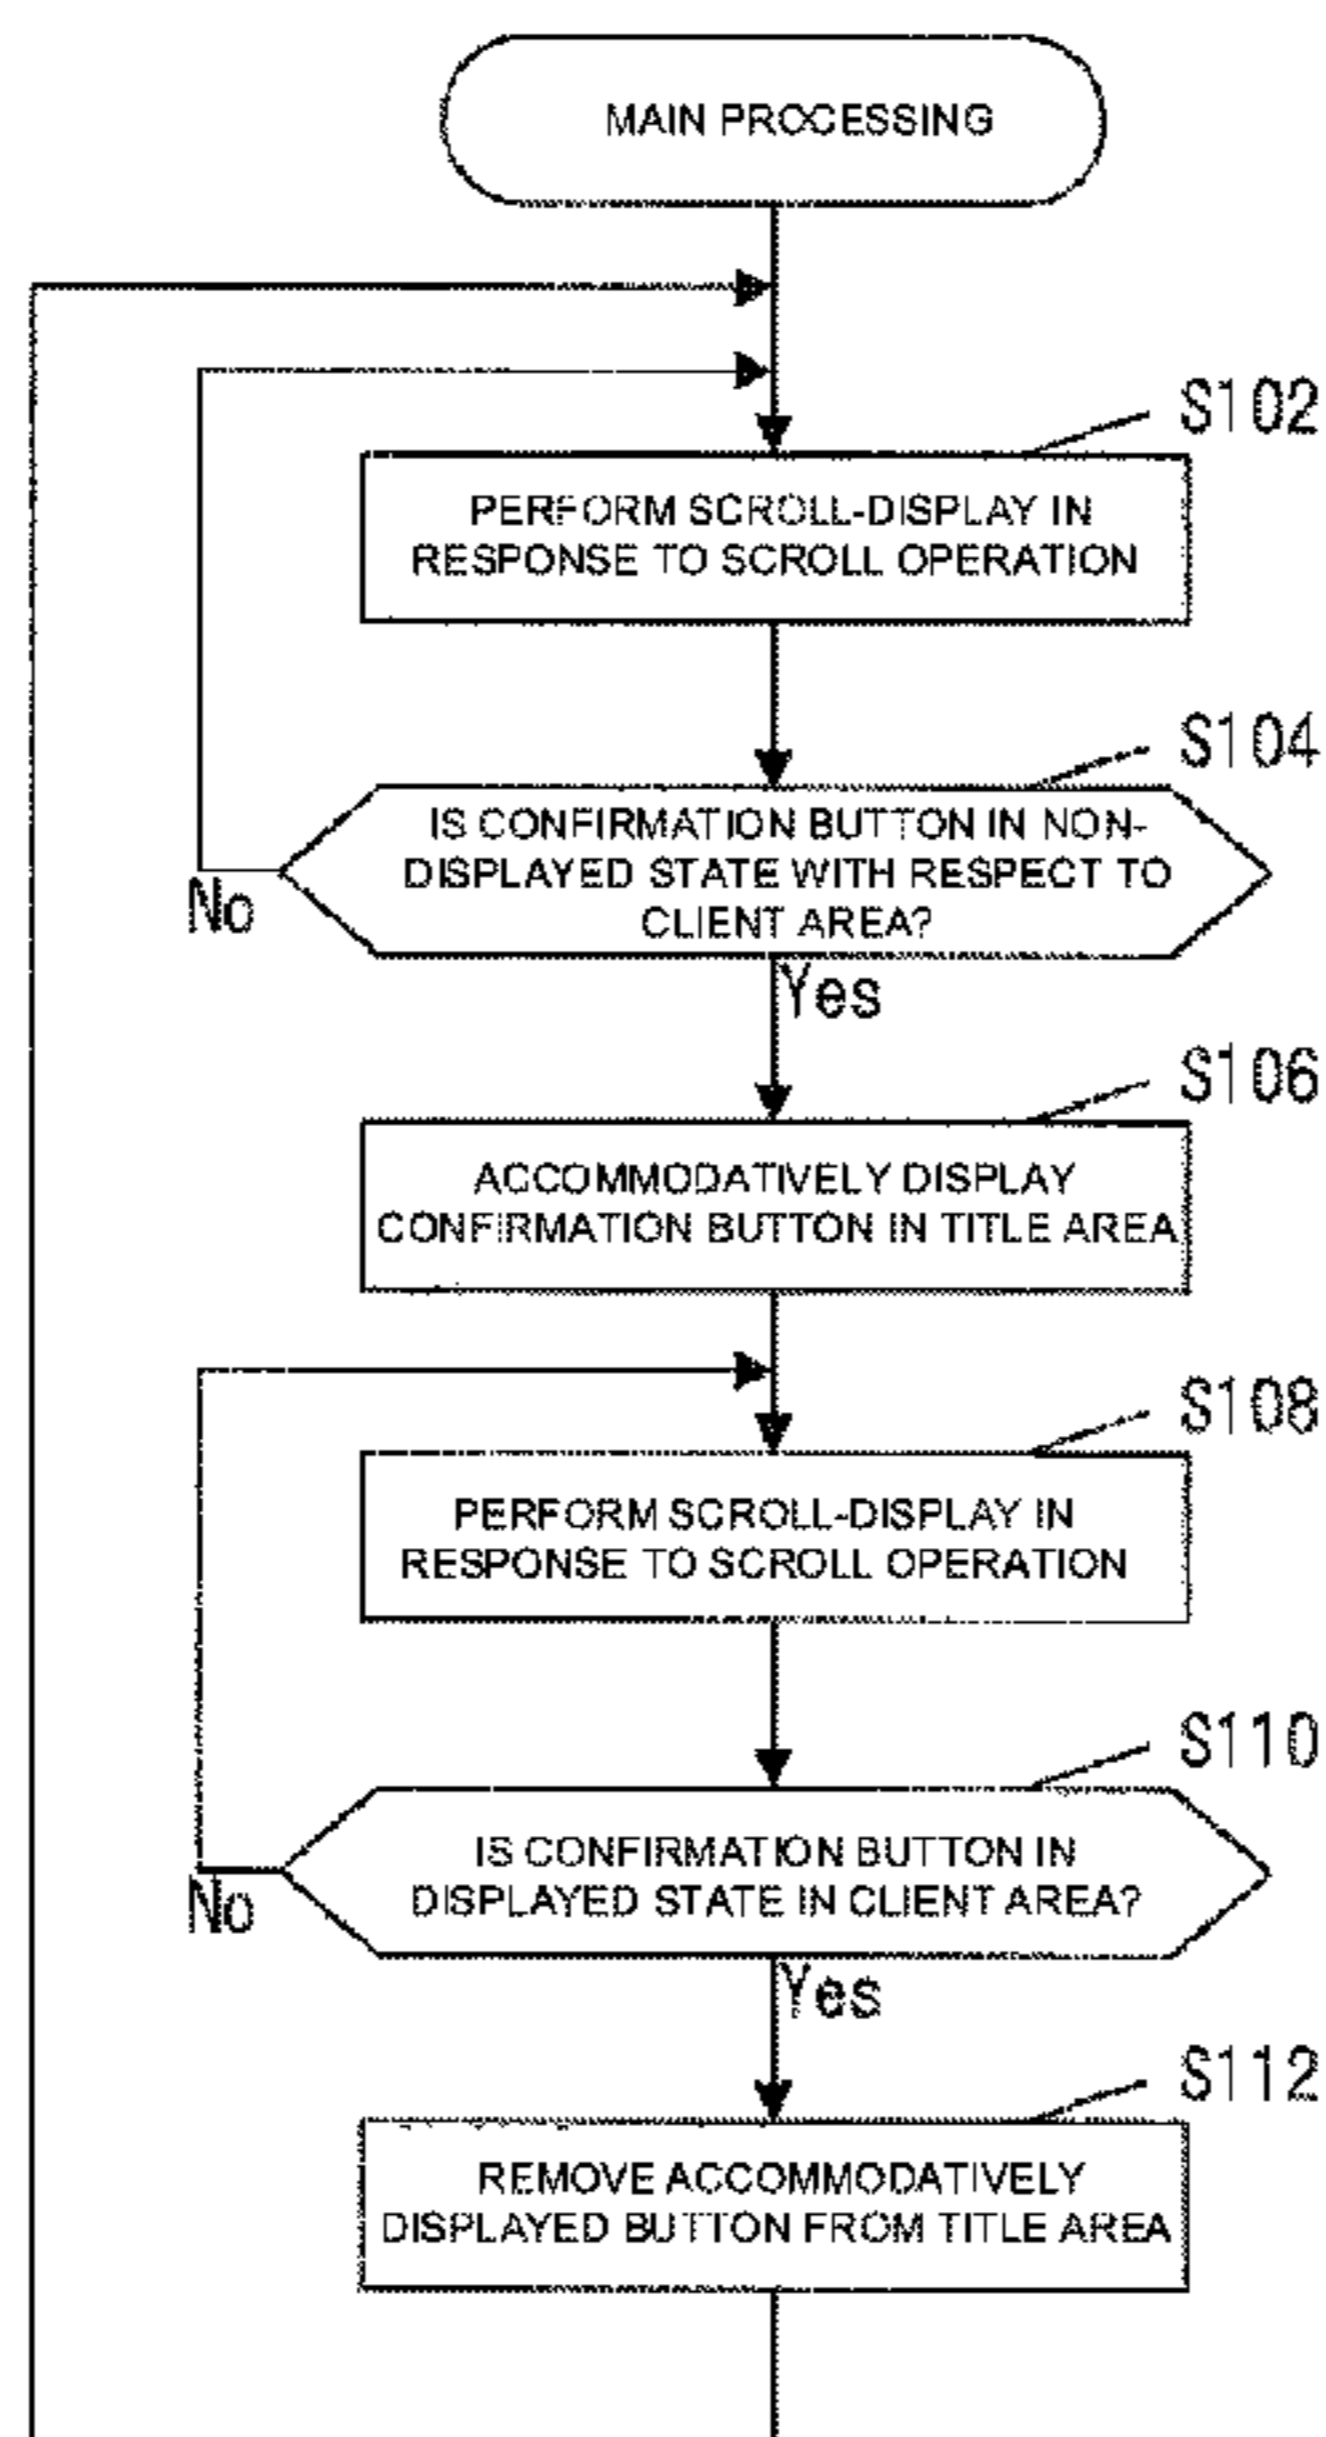 MAIN PROCESSING
S102
PERFORM SCROLL-DISPLAY IN
RESPONSE TO SCROLL OPERATION
S104
IS CONFIRMATION BUTTON IN NON-
DISPLAYED STATE WITH RESPECT TO
CLIENT AREA?
No
Yes
S106
ACCOMMODATIVELY DISPLAY
CONFIRMATION BUTTON IN TITLE AREA
S108
PERFORM SCROLL-DISPLAY IN
RESPONSE TO SCROLL OPERATION
S110
IS CONFIRMATION BUTTON IN
DISPLAYED STATE IN CLIENT AREA?
No
Yes
S112
REMOVE ACCOMMODATIVELY
DISPLAYED BUTTON FROM TITLE AREA